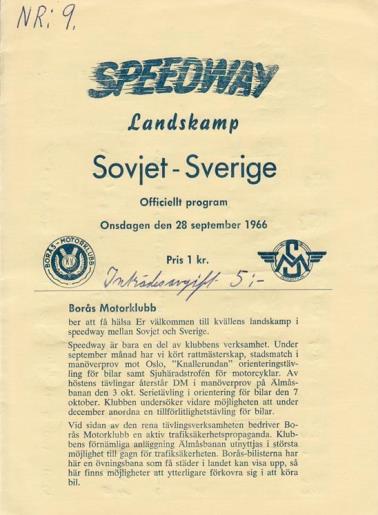 NR: 9.
SPEEDWAY
Landskamp
Sovjet - Sverige
Officiellt program
Onsdagen den 28 september 1966
BORÅS - MOTORKLUBB
SM
Pris 1 kr.
Inträdesavgift 5:-
Borås Motorklubb
ber att få hälsa Er välkommen till kvällens landskamp i
speedway mellan Sovjet och Sverige.
Speedway är bara en del av klubbens verksamhet. Under
september månad har vi kört rattmästerskap, stadsmatch i
manöverprov mot Oslo, "Knallerundan" orienteringstäv-
ling för bilar samt Sjuhäradstrofén för motorcyklar. Av
höstens tävlingar återstår DM i manöverprov på Älmås-
banan den 3 okt. Serietävling i orientering för bilar den 7
oktober. Klubben undersöker vidare möjligheten att under
december anordna en tillförlitlighetstävling för bilar.
Vid sidan av den rena tävlingsverksamheten bedriver Bo-
rås Motorklubb en aktiv trafiksäkerhetspropaganda. Klub-
bens förnämliga anläggning Älmåsbanan utnyttjas i största
möjlighet till gagn för trafiksäkerheten. Borås-bilisterna har
här en övningsbana som få städer i landet kan visa upp, så
här finns möjligheter att ytterligare förkovra sig i att köra
bil.